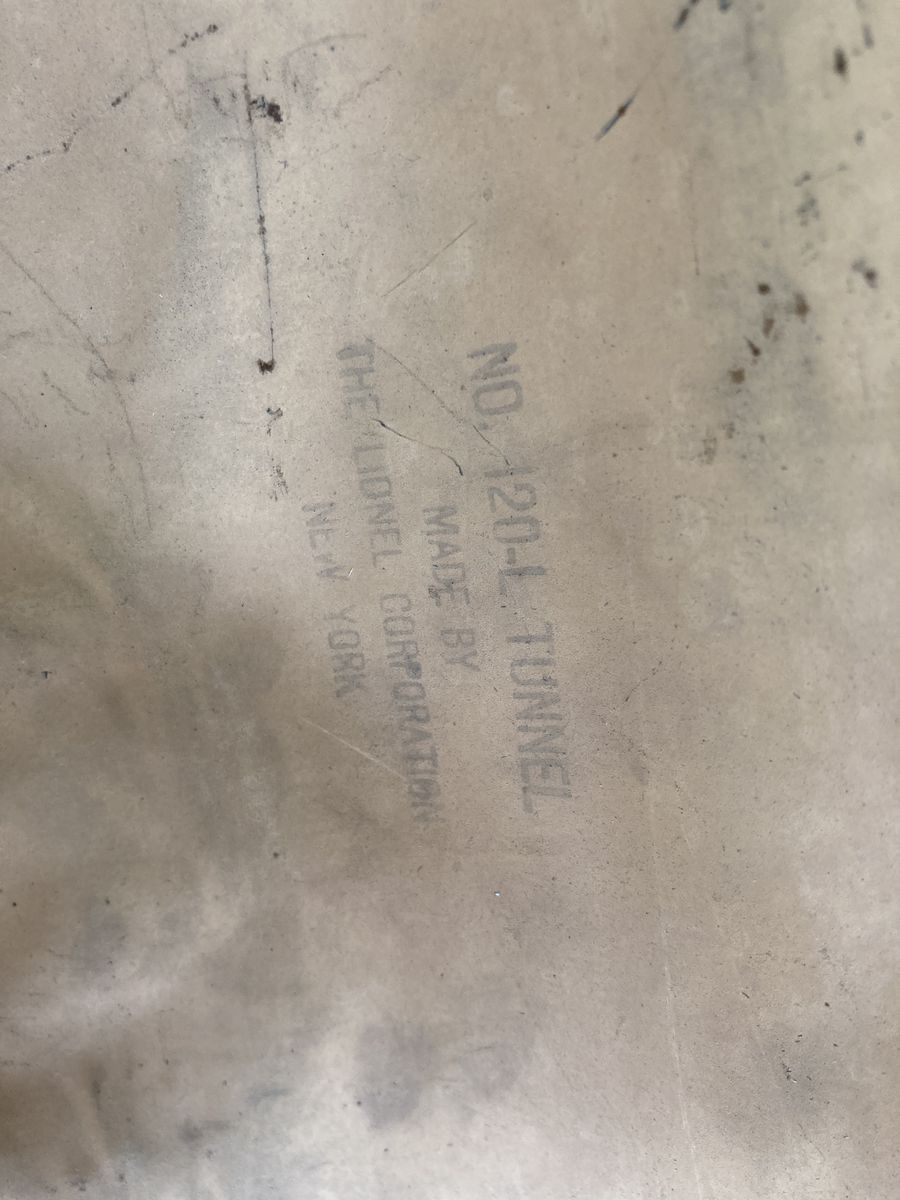 NO. 120-L TUNNEL
MADE BY
THE LIONEL CORPORATION
NEW YORK